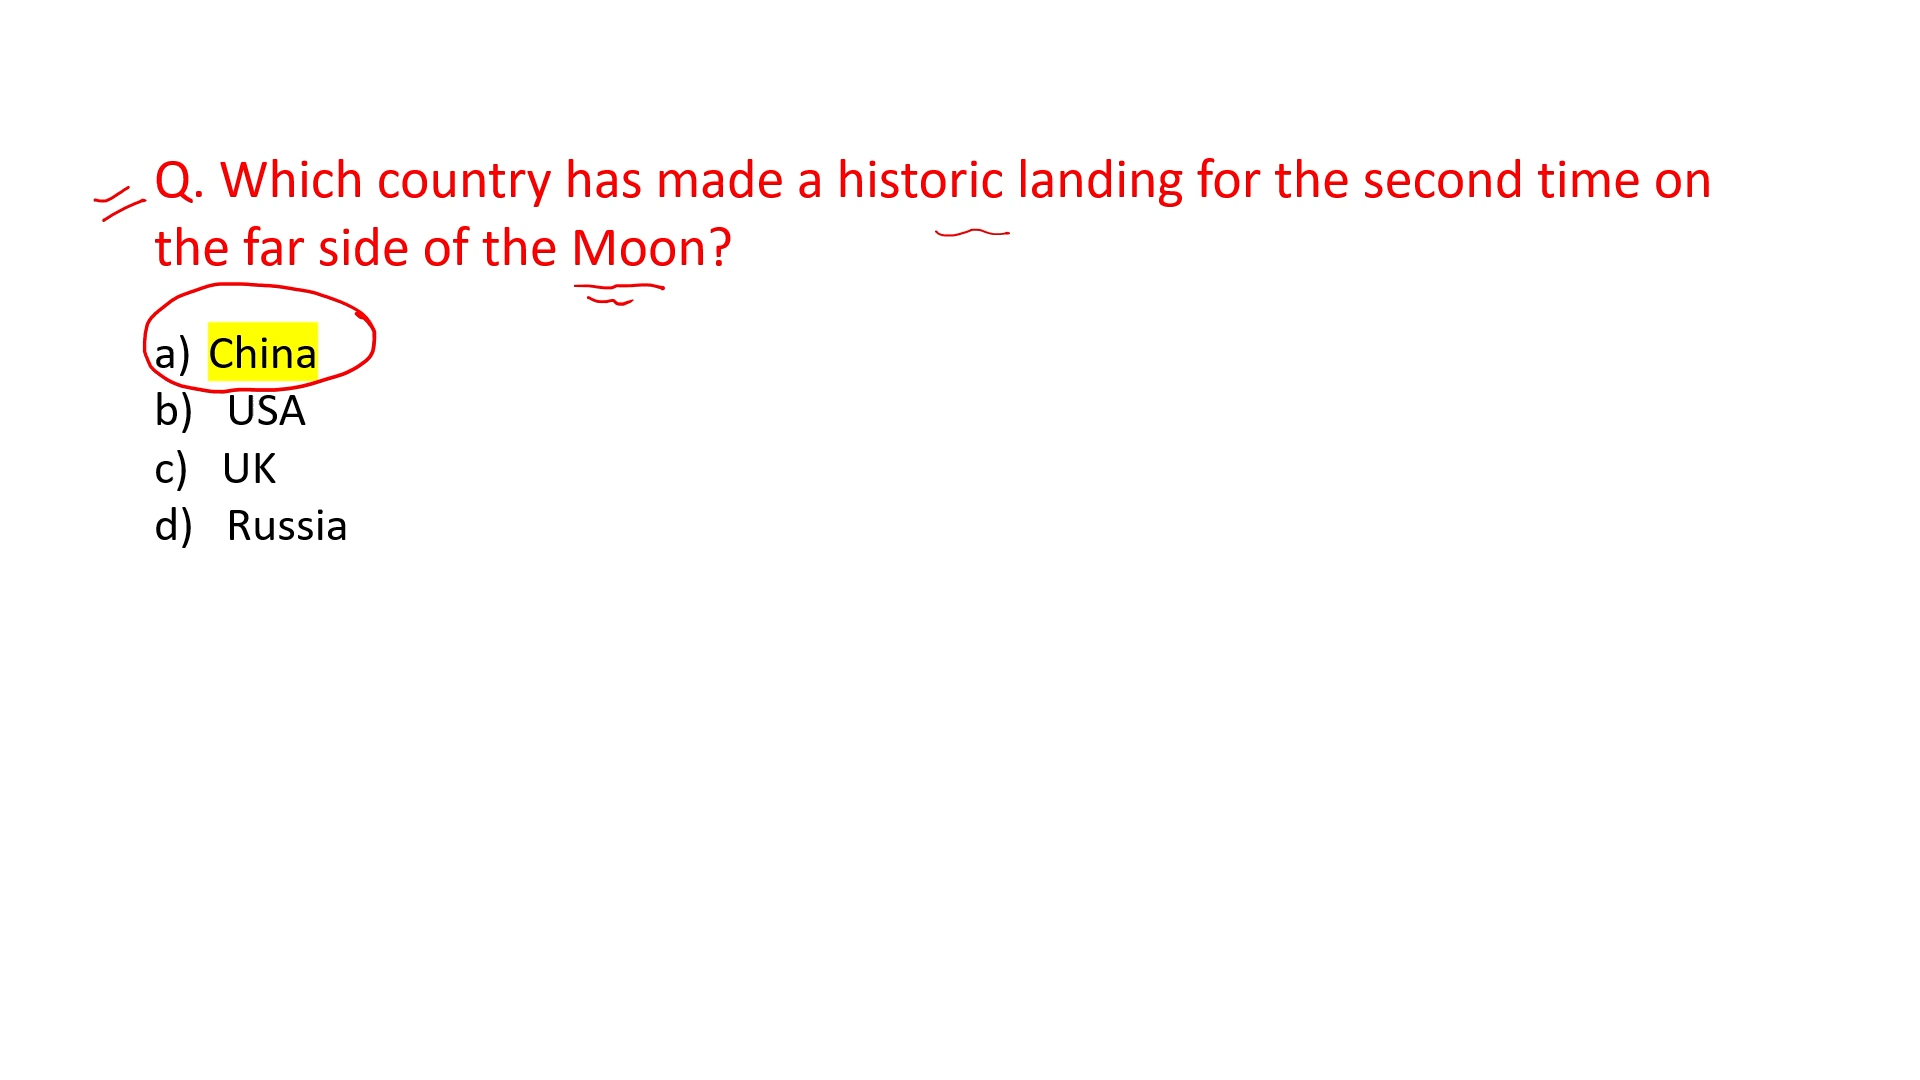 Q. Which country has made a historic landing for the second time on
the far side of the Moon?
a) China
b) USA
c) UK
d) Russia